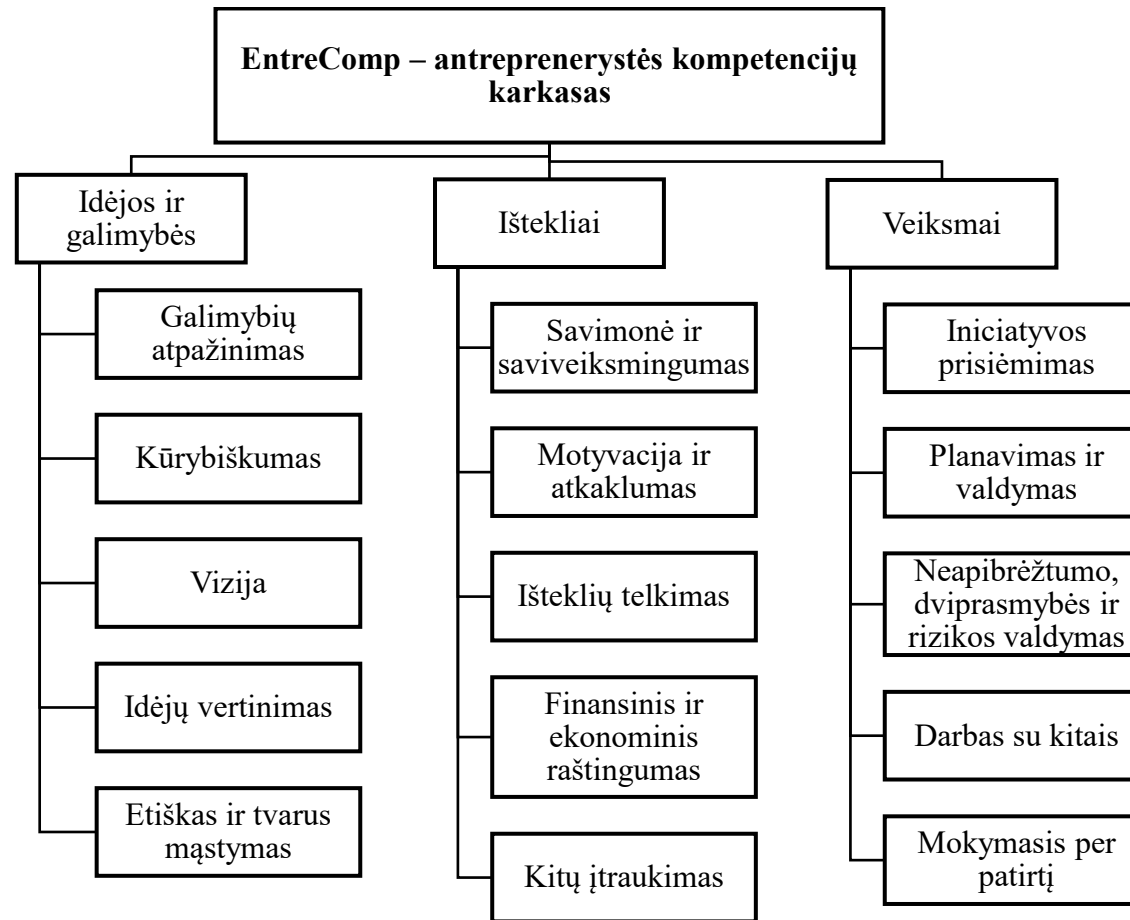 EntreComp – antreprenerystės kompetencijų
karkasas
Idėjos ir
galimybės
Galimybių
atpažinimas
Kūrybiškumas
Vizija
Idėjų vertinimas
Etiškas ir tvarus
mąstymas
Ištekliai
Savimonė ir
saviveiksmingumas
Motyvacija ir
atkaklumas
Išteklių telkimas
Finansinis ir
ekonominis
raštingumas
Kitų įtraukimas
Veiksmai
Iniciatyvos
prisiėmimas
Planavimas ir
valdymas
Neapibrėžtumo,
dviprasmybės ir
rizikos valdymas
Darbas su kitais
Mokymasis per
patirtį